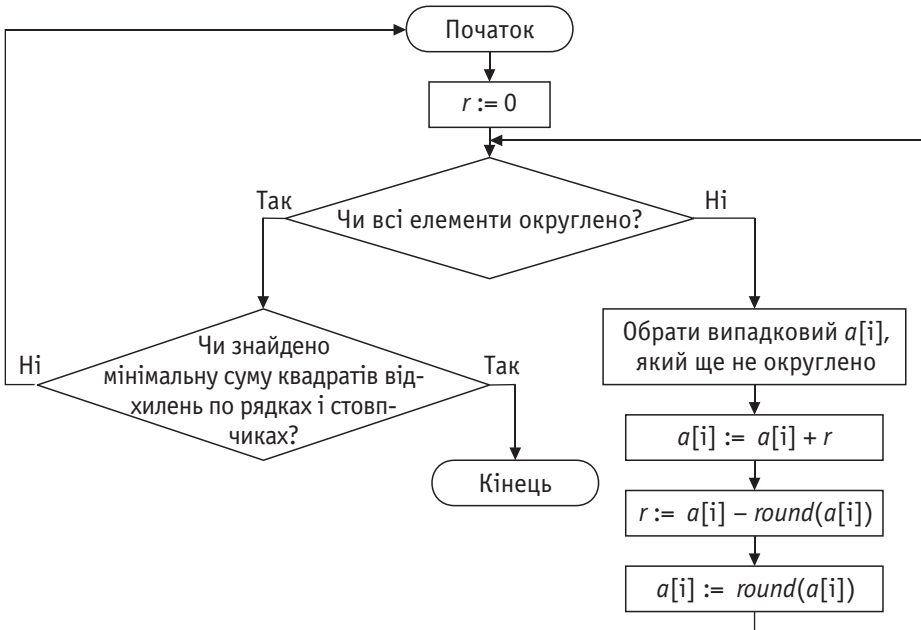 Початок
r := 0
Так
Чи всі елементи округлено?
Ні
Ні
Чи знайдено
мінімальну суму квадратів від-
хилень по рядках і стовп-
чиках?
Так
Кінець
Обрати випадковий a[i],
який ще не округлено
a[i] := a[i] + r
r := a[i] – round(a[i])
a[i] := round(a[i])